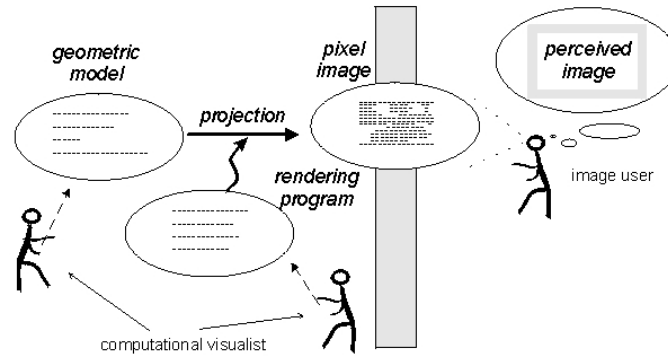 geometric
model
projection
pixel
image
perceived
image
rendering
program
image user
computational visualist